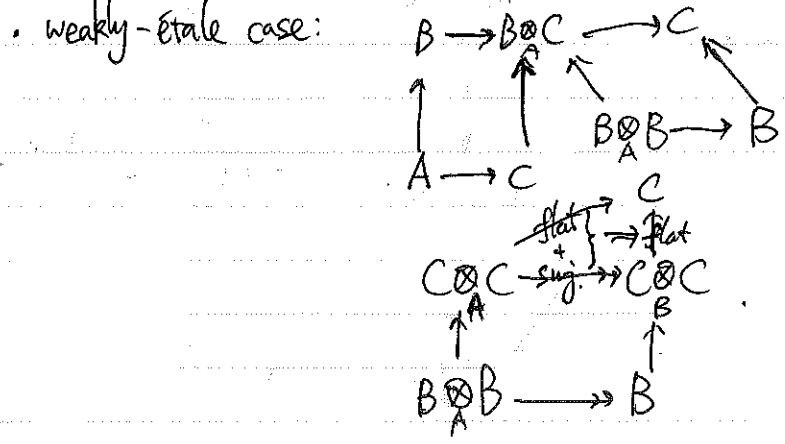 • weakly-étale case: B → B⊗_A C → C
B⊗_A B → B
A → C
C
flat
+ } ⇒ flat
C⊗_A C ↠ C⊗_B C .
surj.
B⊗_A B ↠ B